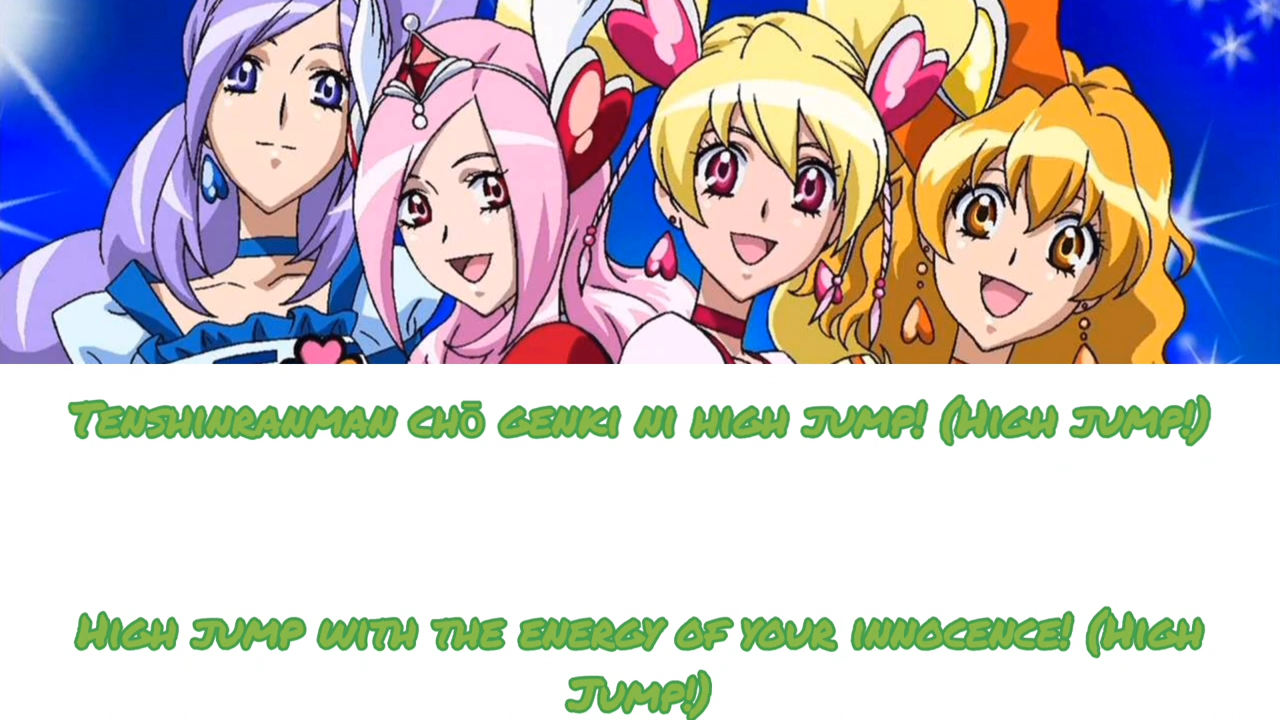 Tenshinranman chō genki ni high jump! (High jump!)
High jump with the energy of your innocence! (High
Jump!)